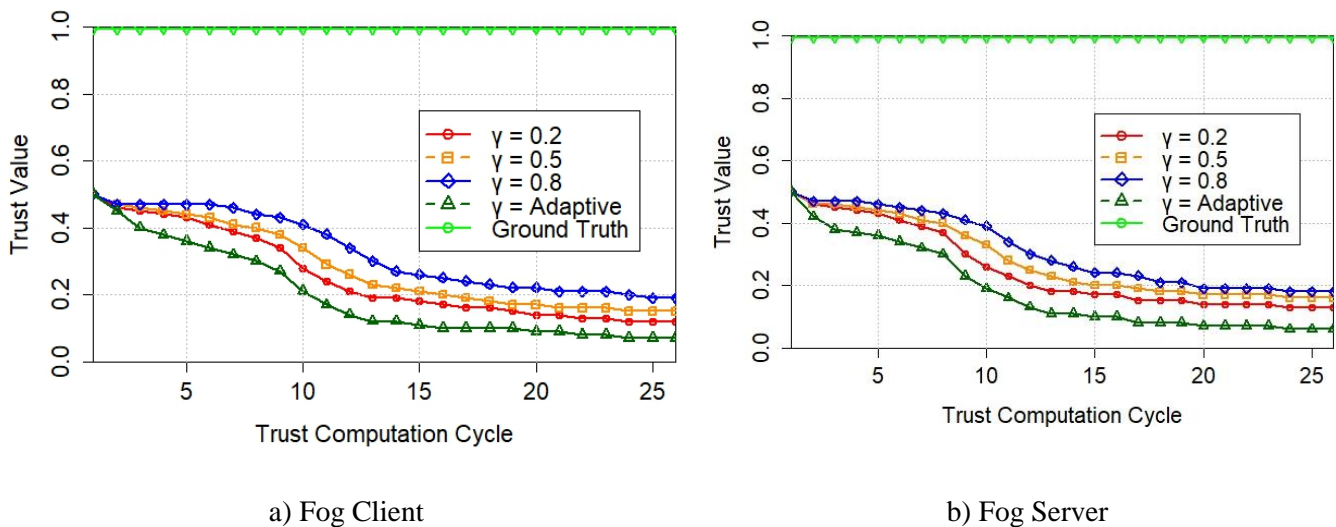 Trust Value
1.0
0.8
0.6
0.4
0.2
0.0
γ = 0.2
γ = 0.5
γ = 0.8
γ = Adaptive
Ground Truth
5 10 15 20 25
Trust Computation Cycle
a) Fog Client
Trust Value
1.0
0.8
0.6
0.4
0.2
0.0
γ = 0.2
γ = 0.5
γ = 0.8
γ = Adaptive
Ground Truth
5 10 15 20 25
Trust Computation Cycle
b) Fog Server